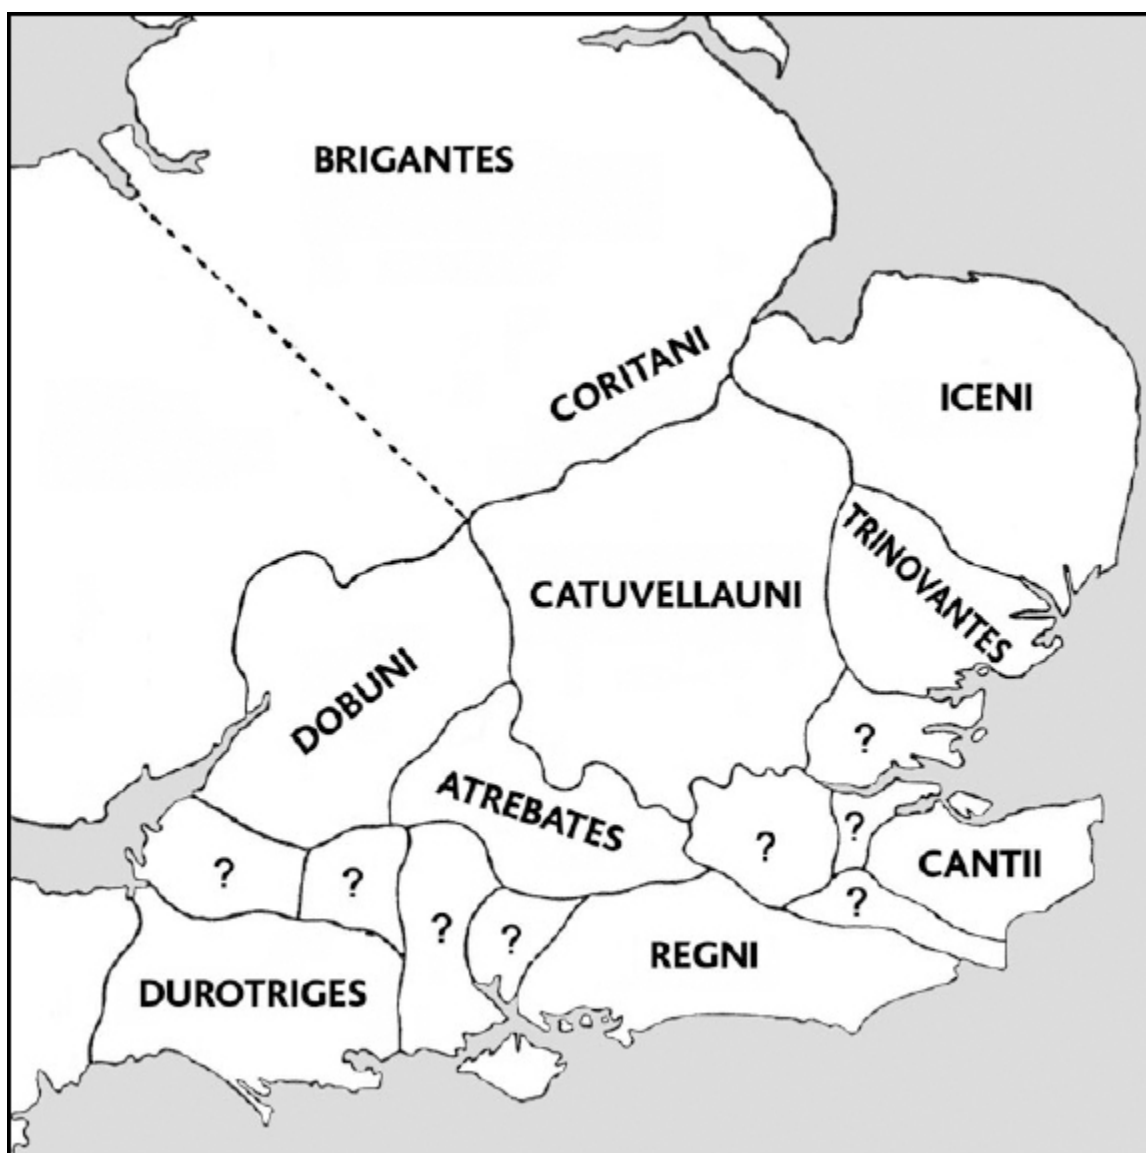 BRIGANTES
CORITANI
ICENI
TRINOVANTES
CATUVELLAUNI
DOBUNI
?
ATREBATES
?
?
?
?
CANTII
?
?
?
REGNI
DUROTRIGES